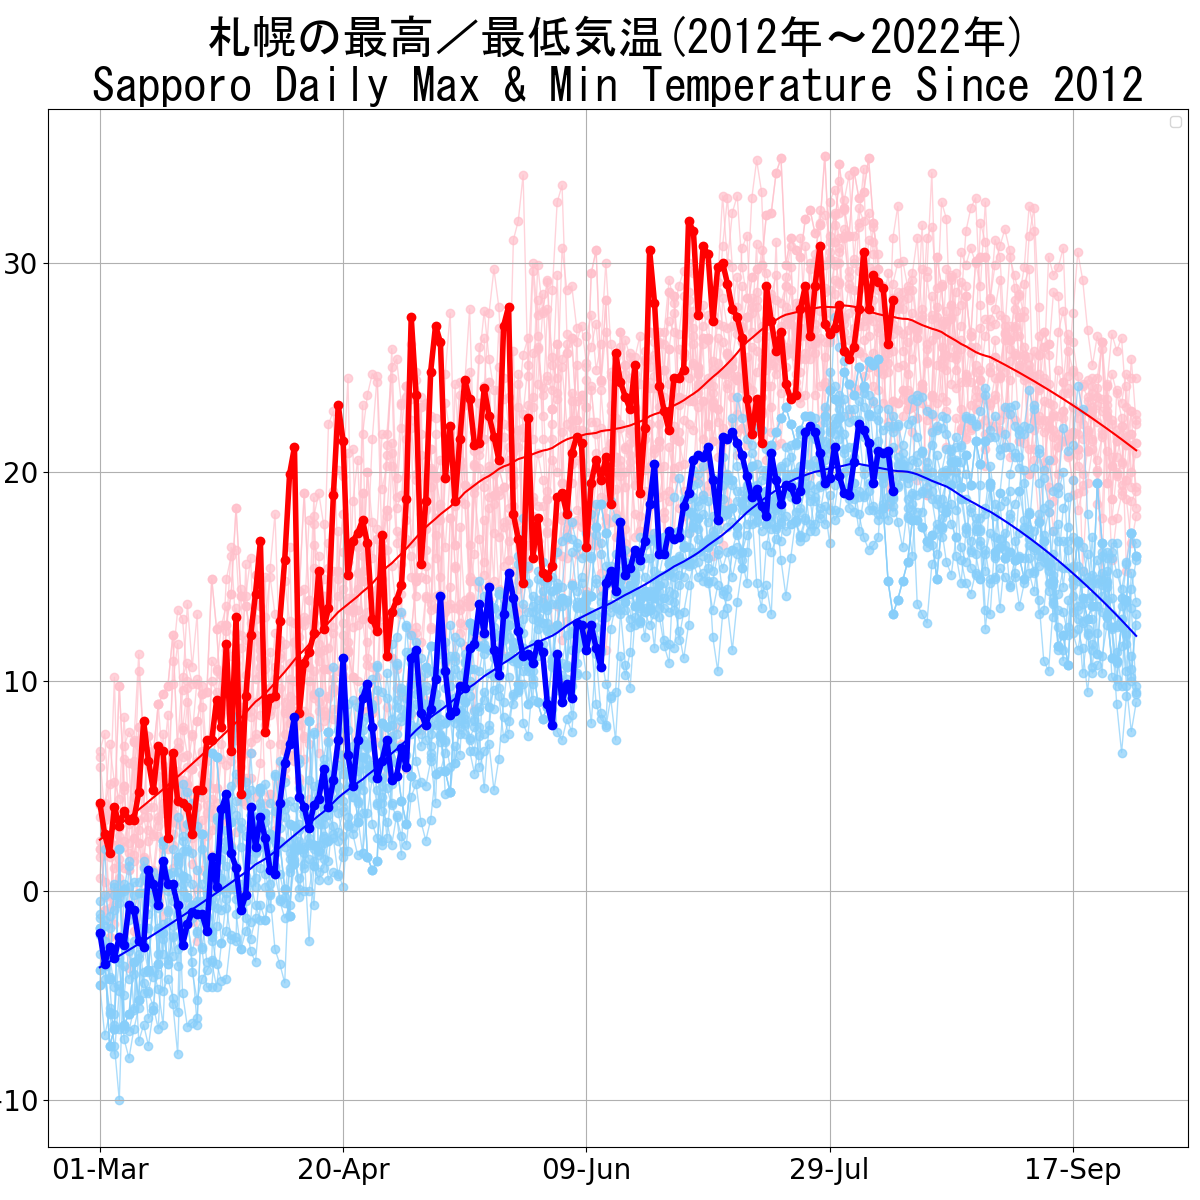 札幌の最高／最低気温(2012年～2022年)
Sapporo Daily Max & Min Temperature Since 2012
30
20
10
0
-10
01-Mar 20-Apr 09-Jun 29-Jul 17-Sep